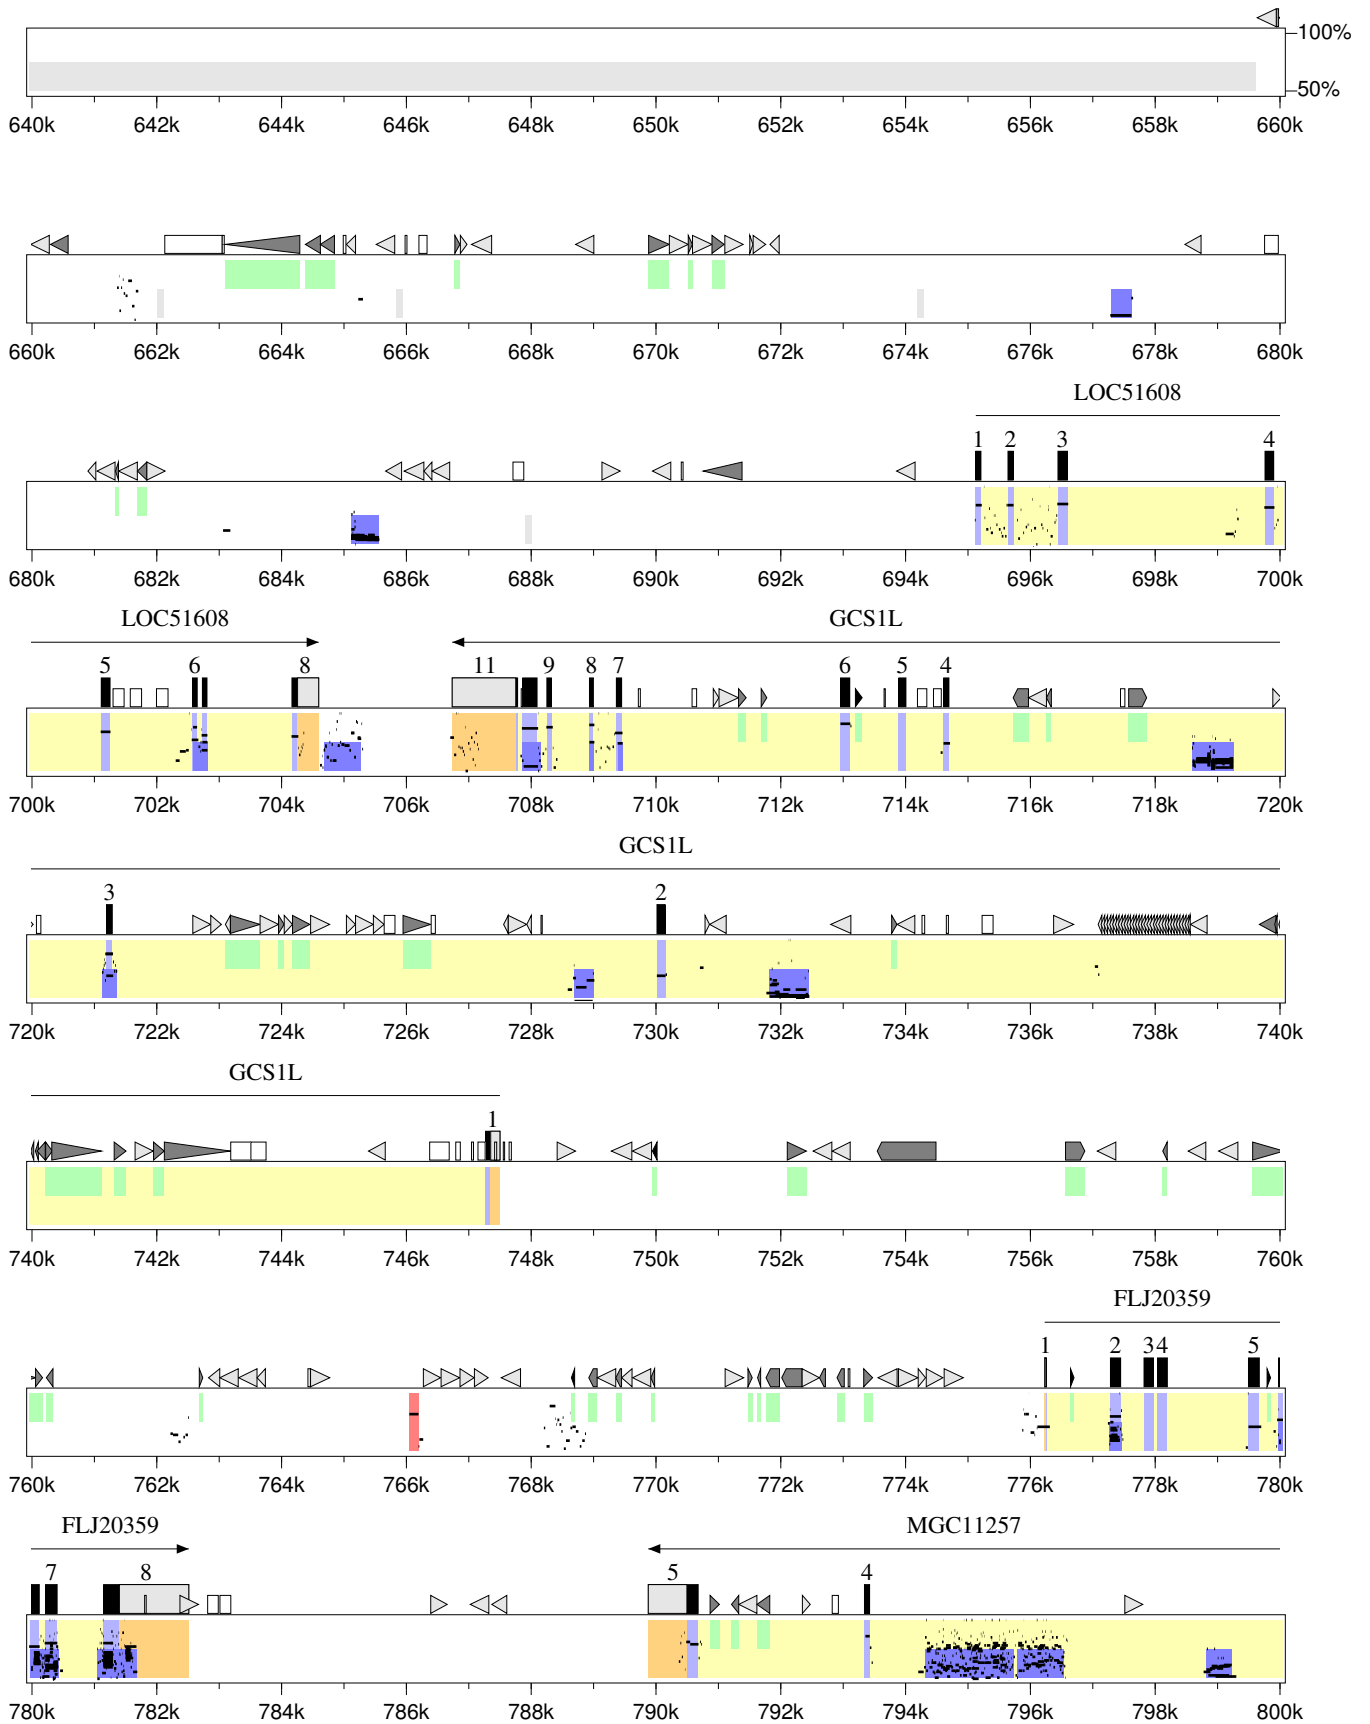 100%
50%
640k 642k 644k 646k 648k 650k 652k 654k 656k 658k 660k
660k 662k 664k 666k 668k 670k 672k 674k 676k 678k 680k
LOC51608
1 2 3 4
680k 682k 684k 686k 688k 690k 692k 694k 696k 698k 700k
LOC51608 GCS1L
5 6 8 11 9 8 7 6 5 4
700k 702k 704k 706k 708k 710k 712k 714k 716k 718k 720k
GCS1L
3 2
720k 722k 724k 726k 728k 730k 732k 734k 736k 738k 740k
GCS1L
1
740k 742k 744k 746k 748k 750k 752k 754k 756k 758k 760k
FLJ20359
1 2 3 4 5
760k 762k 764k 766k 768k 770k 772k 774k 776k 778k 780k
FLJ20359 MGC11257
7 8 5 4
780k 782k 784k 786k 788k 790k 792k 794k 796k 798k 800k